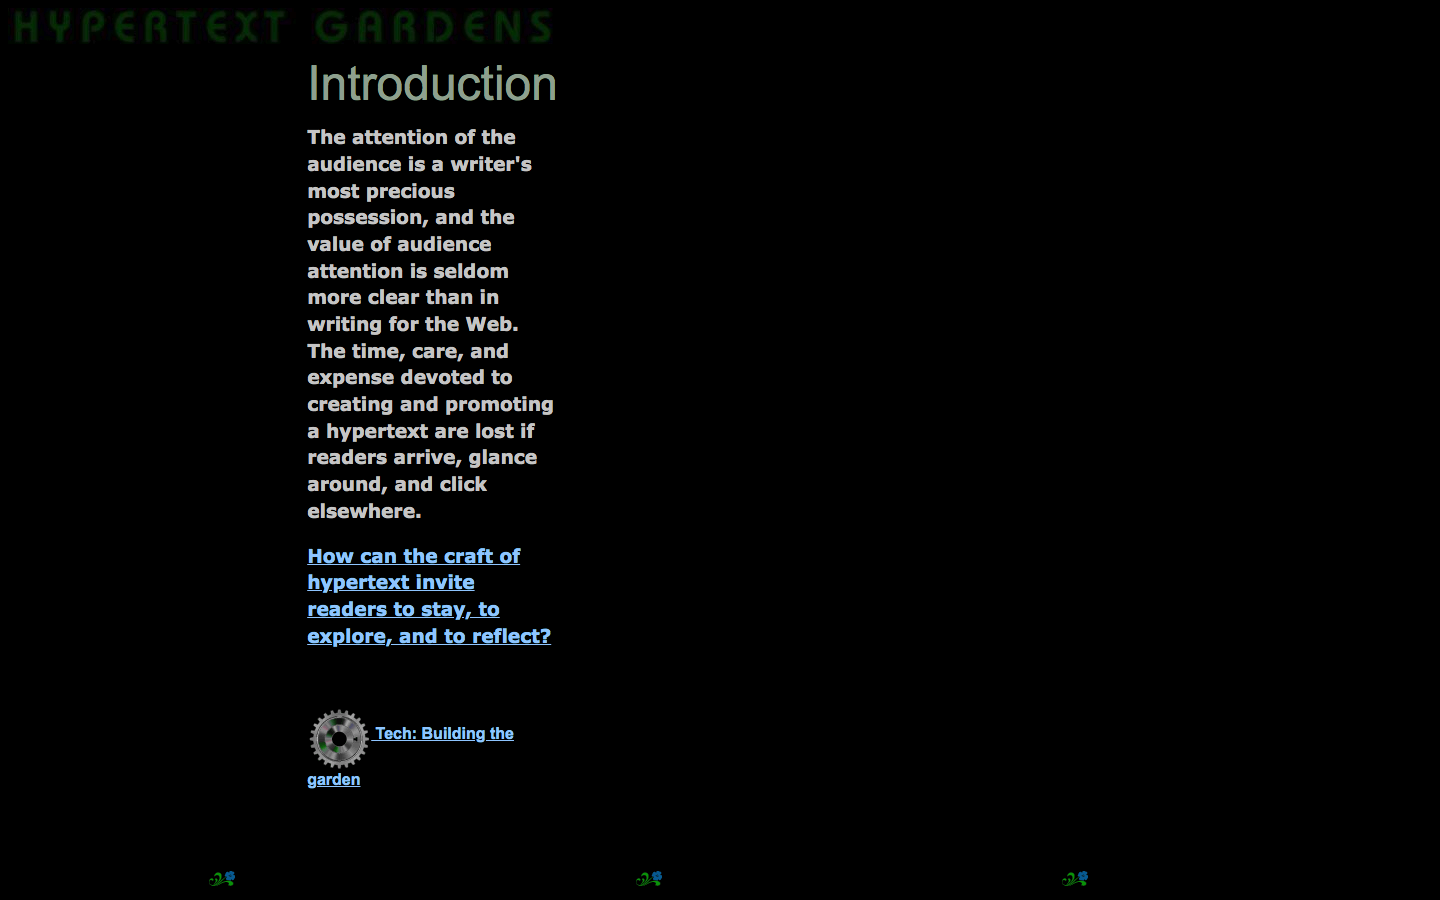 HYPERTEXT GARDENS
Introduction
The attention of the
audience is a writer's
most precious
possession, and the
value of audience
attention is seldom
more clear than in
writing for the Web.
The time, care, and
expense devoted to
creating and promoting
a hypertext are lost if
readers arrive, glance
around, and click
elsewhere.
How can the craft of
hypertext invite
readers to stay, to
explore, and to reflect?
Tech: Building the
garden